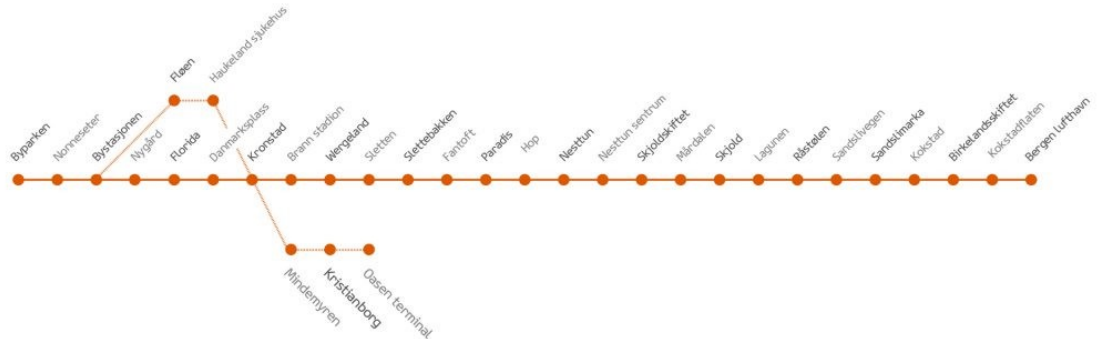 Fløen
Haukeland sjukehus
Byparken
Nonneseter
Bystasjonen
Nygård
Florida
Danmarksplass
Kronstad
Brann stadion
Wergeland
Sletten
Slettebakken
Fantoft
Paradis
Hop
Nesttun
Nesttun sentrum
Skjoldskiftet
Mårdalen
Skjold
Lagunen
Råstølen
Sandslivegen
Sandslimarka
Kokstad
Birkelandsskiftet
Kokstadflaten
Bergen lufthavn
Mindemyren
Kristianborg
Oasen terminal